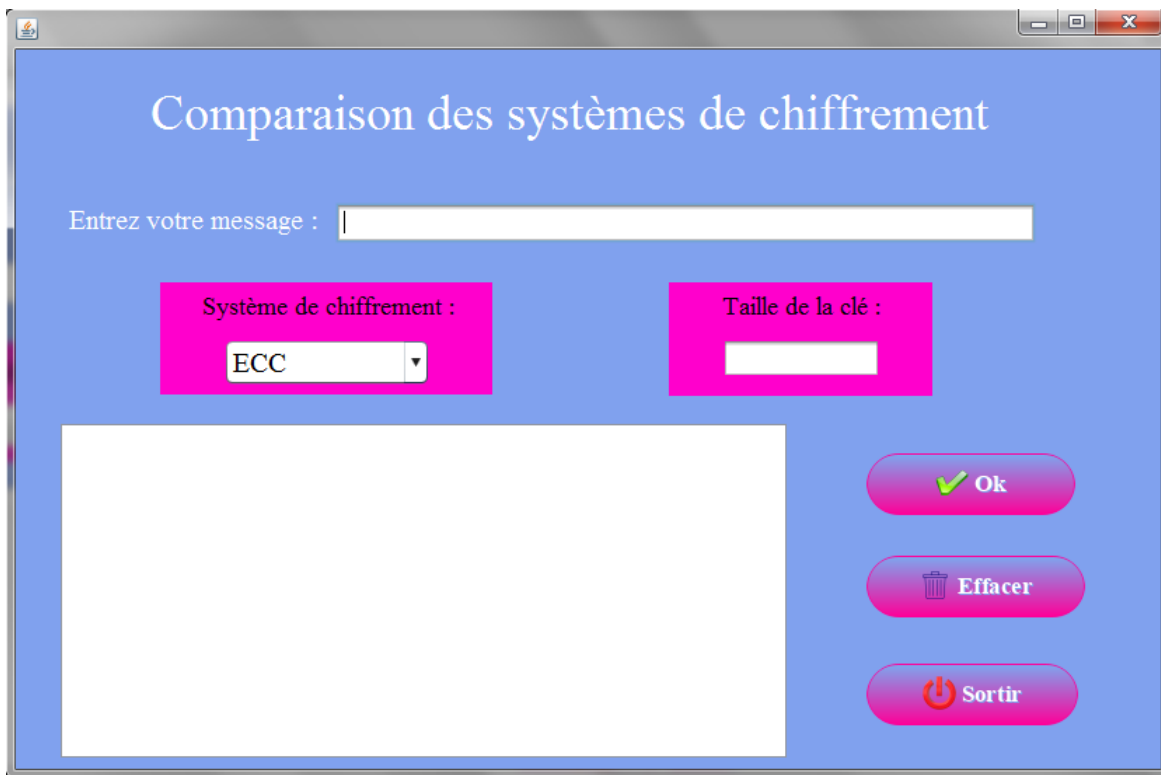 Comparaison des systèmes de chiffrement
Entrez votre message :
Système de chiffrement :
Taille de la clé :
ECC
Ok
Effacer
Sortir